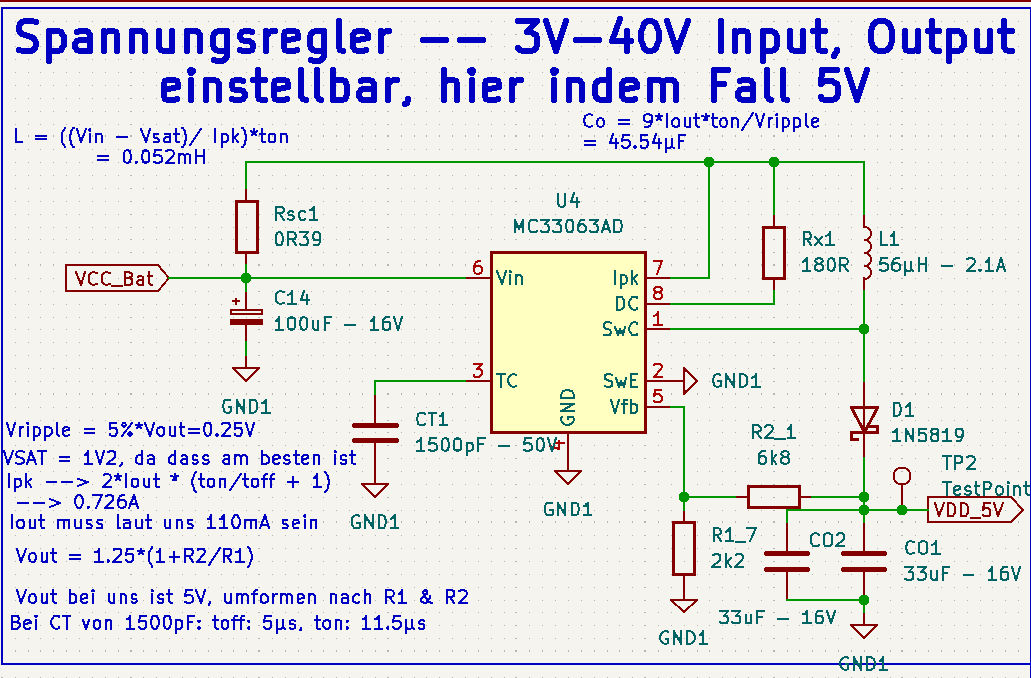 Spannungsregler -- 3V-40V Input, Output
einstellbar, hier indem Fall 5V
L = ((Vin - Vsat)/ Ipk)*ton
= 0.052mH
Co = 9*Iout*ton/Vripple
= 45.54µF
Rsc1
0R39
U4
MC33063AD
Rx1
180R
L1
56µH - 2.1A
VCC_Bat
6
Vin
Ipk
7
DC
8
SwC
1
C14
100uF - 16V
+
GND1
3
TC
SwE
2
GND1
Vfb
5
GND
4
GND1
CT1
1500pF - 50V
GND1
D1
1N5819
R2_1
6k8
TP2
TestPoint
VDD_5V
R1_7
2k2
GND1
CO2
33uF - 16V
CO1
33uF - 16V
GND1
Vripple = 5%*Vout=0.25V
VSAT = 1V2, da dass am besten ist
Ipk --> 2*Iout * (ton/toff + 1)
--> 0.726A
Iout muss laut uns 110mA sein
Vout = 1.25*(1+R2/R1)
Vout bei uns ist 5V, umformen nach R1 & R2
Bei CT von 1500pF: toff: 5µs, ton: 11.5µs